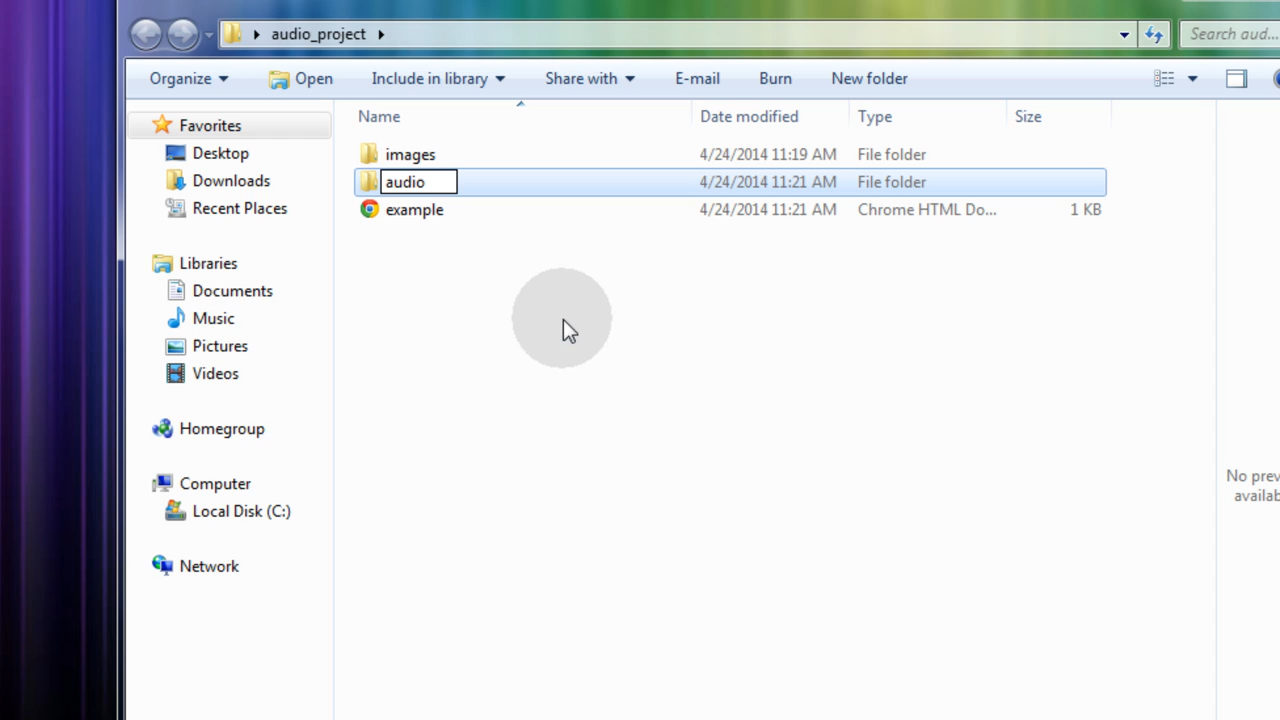 audio_project
Search aud...
Organize Open Include in library Share with E-mail Burn New folder
Name Date modified Type Size
Favorites
Desktop
Downloads
Recent Places
Libraries
Documents
Music
Pictures
Videos
Homegroup
Computer
Local Disk (C:)
Network
images 4/24/2014 11:19 AM File folder
audio 4/24/2014 11:21 AM File folder
example 4/24/2014 11:21 AM Chrome HTML Do... 1 KB
No prev
availab